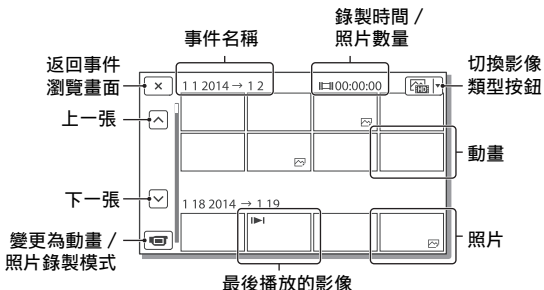 錄製時間 /
照片數量
事件名稱
返回事件
瀏覽畫面
切換影像
類型按鈕
1 1 2014 → 1 2
00:00:00
HD
上一張
動畫
下一張
1 18 2014 → 1 19
變更為動畫 /
照片錄製模式
照片
最後播放的影像